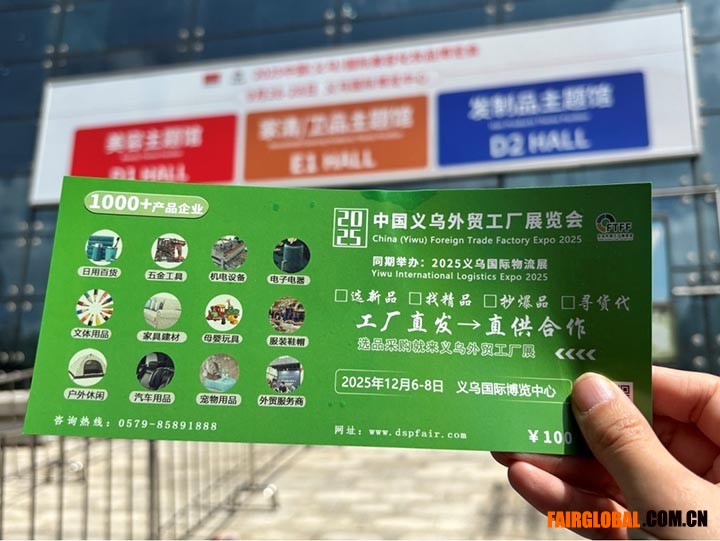 美容主题馆
D1 HALL
家清/卫品主题馆
E1 HALL
发制品主题馆
D2 HALL
1000+产品企业
日用百货
五金工具
机电设备
电子电器
文体用品
家具建材
母婴玩具
服装鞋帽
户外休闲
汽车用品
宠物用品
外贸服务商
咨询热线：0579-85891888
2025
中国义乌外贸工厂展览会
China (Yiwu) Foreign Trade Factory Expo 2025
FTFF
同期举办：2025义乌国际物流展
Yiwu International Logistics Expo 2025
□选新品 □找精品 □抄爆品 □寻货代
工厂直发→直供合作
选品采购就来义乌外贸工厂展
2025年12月6-8日 义乌国际博览中心
网址：www.dspfair.com
¥100
FAIRGLOBAL.COM.CN